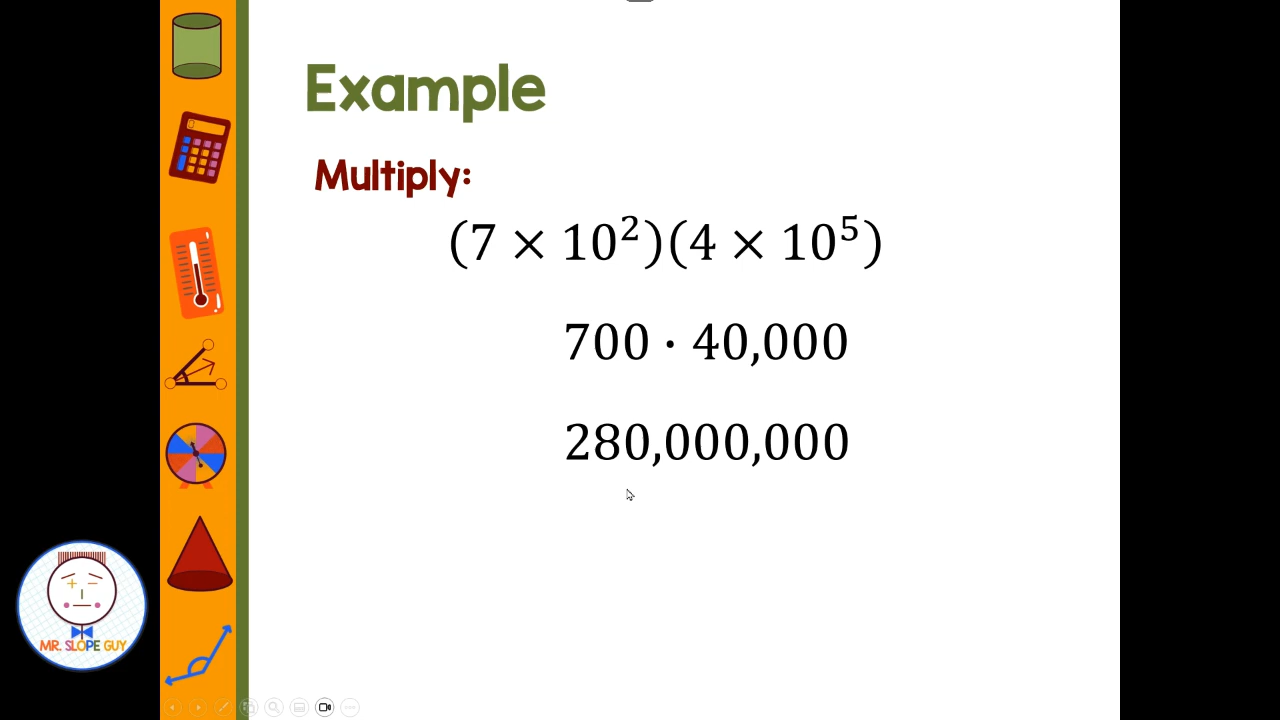 Example
Multiply:
(7 × 10²)(4 × 10⁵)
700 · 40,000
280,000,000
MR. SLOPE GUY